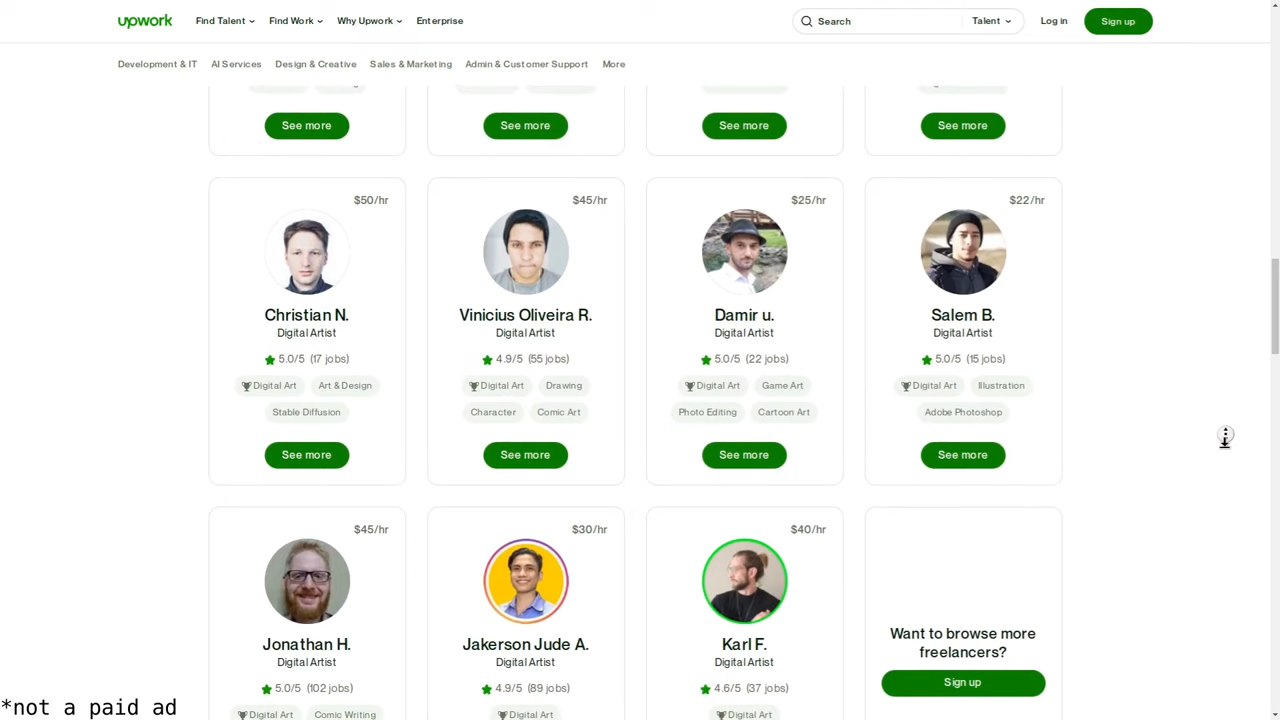 upwork Find Talent Find Work Why Upwork Enterprise Search Talent Log in Sign up
Development & IT AI Services Design & Creative Sales & Marketing Admin & Customer Support More
See more See more See more See more
$50/hr $45/hr $25/hr $22/hr
Christian N. Vinicius Oliveira R. Damir u. Salem B.
Digital Artist Digital Artist Digital Artist Digital Artist
5.0/5 (17 jobs) 4.9/5 (55 jobs) 5.0/5 (22 jobs) 5.0/5 (15 jobs)
Digital Art Art & Design Digital Art Drawing Digital Art Game Art Digital Art Illustration
Stable Diffusion Character Comic Art Photo Editing Cartoon Art Adobe Photoshop
See more See more See more See more
$45/hr $30/hr $40/hr
Want to browse more
freelancers?
Jonathan H. Jakerson Jude A. Karl F.
Digital Artist Digital Artist Digital Artist
Sign up
5.0/5 (102 jobs) 4.9/5 (89 jobs) 4.6/5 (37 jobs)
Digital Art Comic Writing Digital Art Digital Art
*not a paid ad